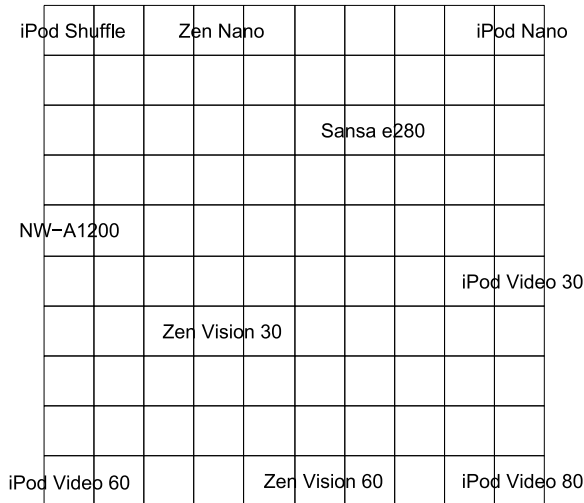 iPod Shuffle Zen Nano iPod Nano
Sansa e280
NW−A1200
iPod Video 30
Zen Vision 30
iPod Video 60 Zen Vision 60 iPod Video 80